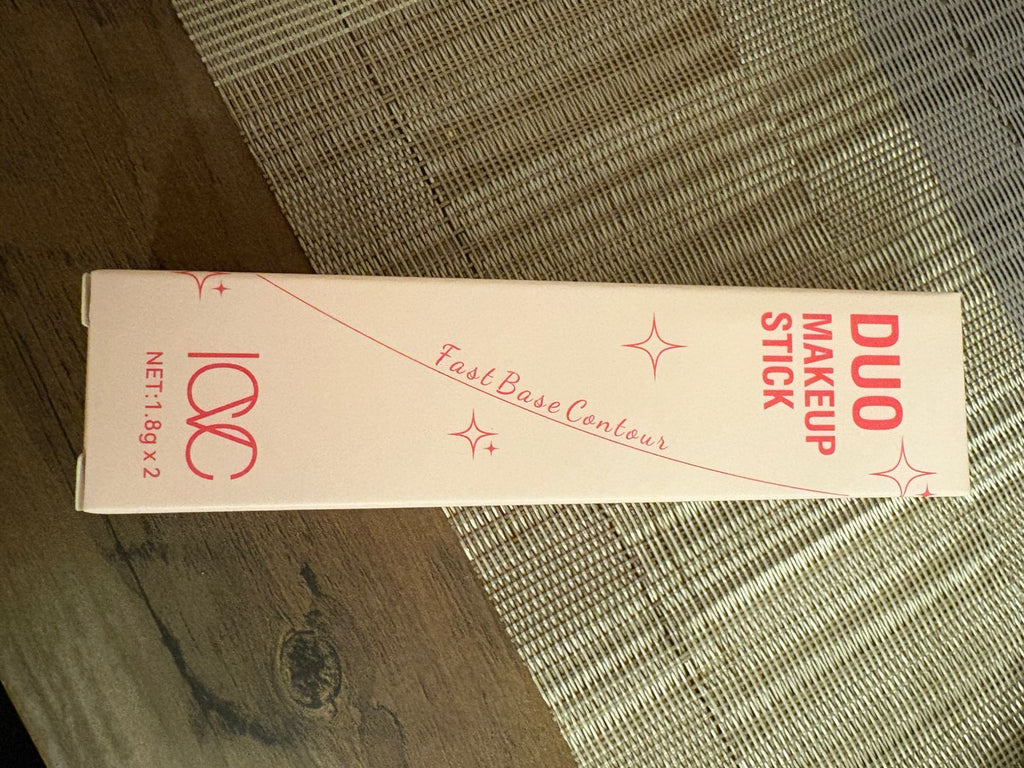 DUO
MAKEUP
STICK
Fast Base Contour
NET:1.8g x 2